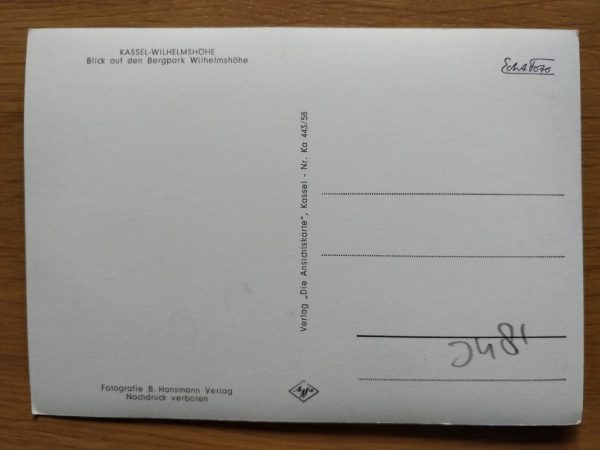 KASSEL-WILHELMSHÖHE
Blick auf den Bergpark Wilhelmshöhe
Echt Foto
Verlag „Die Ansichtskarte", Kassel - Nr. Ka 443/58
Fotografie B. Hansmann Verlag
Nachdruck verboten